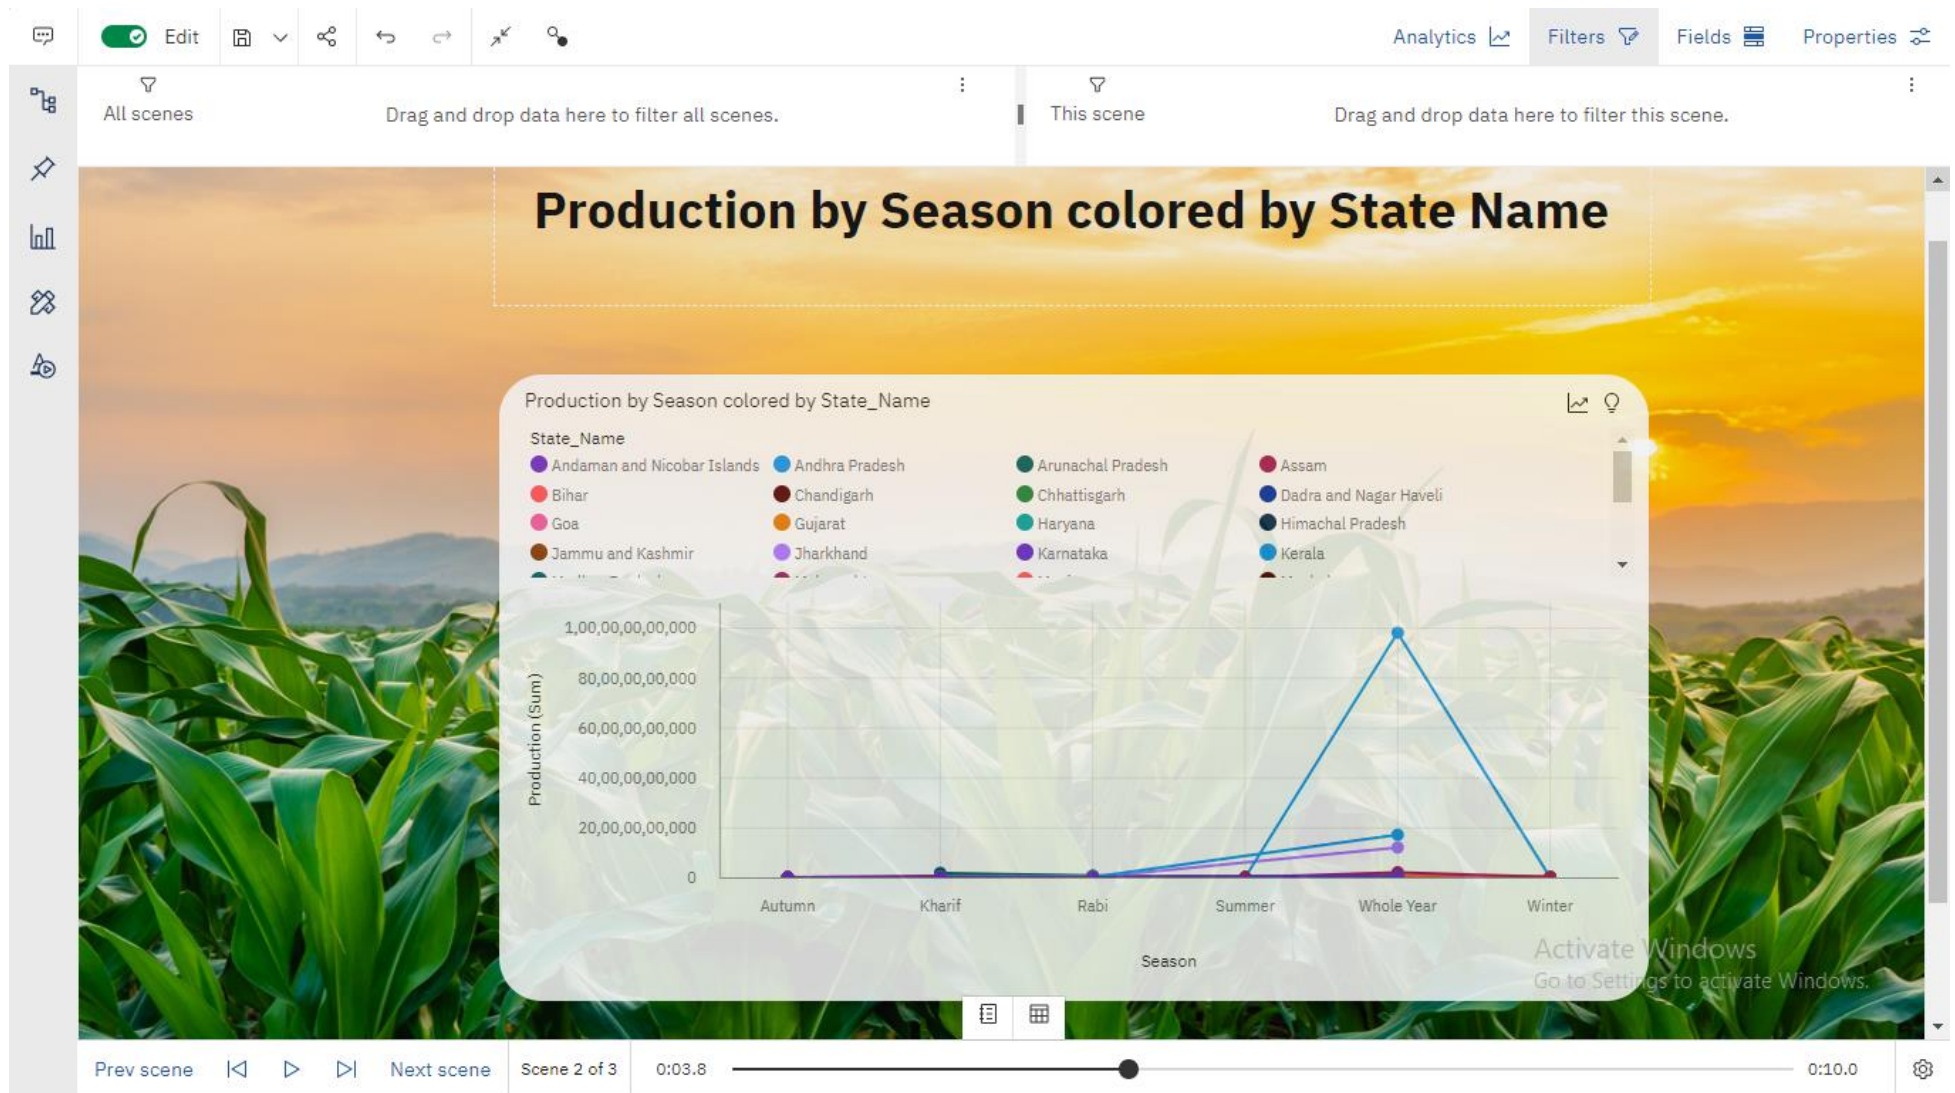 Edit
Analytics
Filters
Fields
Properties
All scenes
Drag and drop data here to filter all scenes.
This scene
Drag and drop data here to filter this scene.
Production by Season colored by State Name
Production by Season colored by State_Name
State_Name
Andaman and Nicobar Islands Andhra Pradesh Arunachal Pradesh Assam
Bihar Chandigarh Chhattisgarh Dadra and Nagar Haveli
Goa Gujarat Haryana Himachal Pradesh
Jammu and Kashmir Jharkhand Karnataka Kerala
Production (Sum)
1,00,00,00,00,000
80,00,00,00,000
60,00,00,00,000
40,00,00,00,000
20,00,00,00,000
0
Autumn Kharif Rabi Summer Whole Year Winter
Season
Activate Windows
Go to Settings to activate Windows.
Prev scene
Next scene
Scene 2 of 3
0:03.8
0:10.0